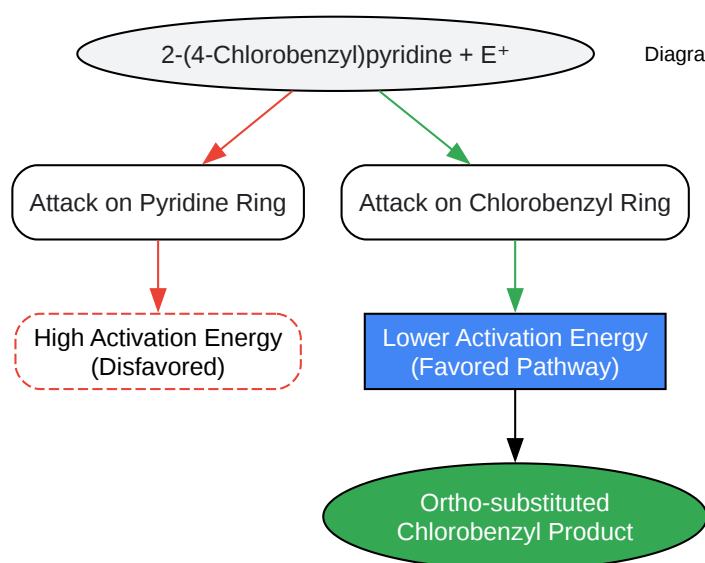 2-(4-Chlorobenzyl)pyridine + E⁺
Diagra
Attack on Pyridine Ring
Attack on Chlorobenzyl Ring
High Activation Energy
(Disfavored)
Lower Activation Energy
(Favored Pathway)
Ortho-substituted
Chlorobenzyl Product